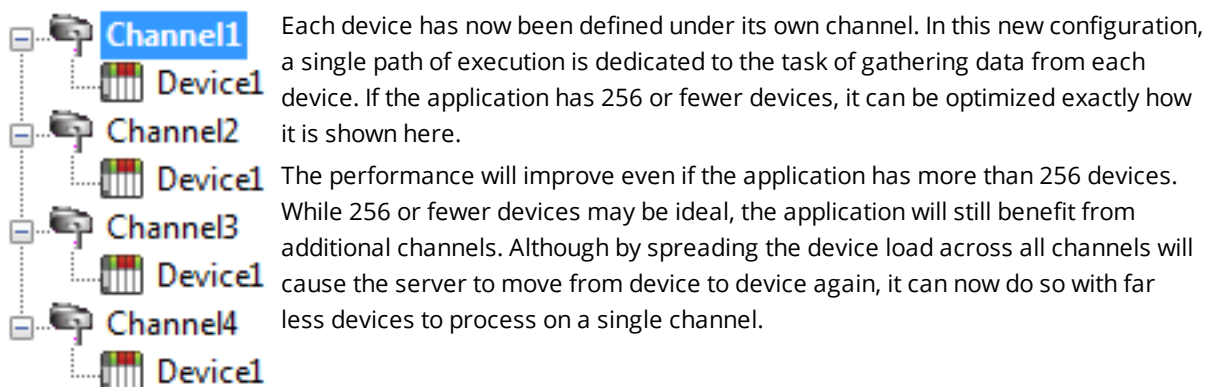 Channel1
Device1
Channel2
Device1
Channel3
Device1
Channel4
Device1
Each device has now been defined under its own channel. In this new configuration,
a single path of execution is dedicated to the task of gathering data from each
device. If the application has 256 or fewer devices, it can be optimized exactly how
it is shown here.
The performance will improve even if the application has more than 256 devices.
While 256 or fewer devices may be ideal, the application will still benefit from
additional channels. Although by spreading the device load across all channels will
cause the server to move from device to device again, it can now do so with far
less devices to process on a single channel.